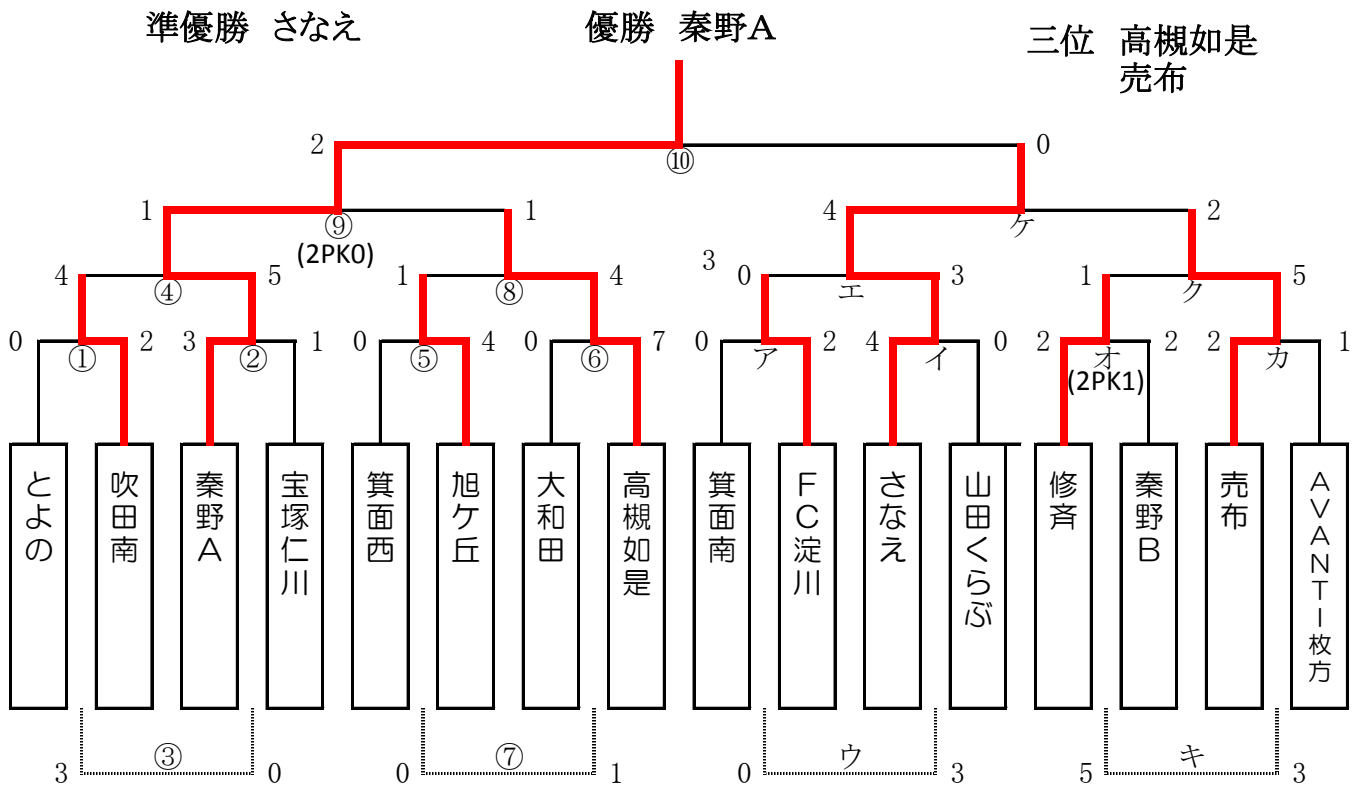 準優勝 さなえ
優勝 秦野A
三位 高槻如是
売布
2
⑩
0
1
⑨
1
4
ケ
2
(2PK0)
4
④
5
1
⑧
4
3
0
エ
3
1
ク
5
0
①
2
3
②
1
0
⑤
4
0
⑥
7
0
ア
2
4
イ
0
2
オ
2
2
カ
1
(2PK1)
とよの
吹田南
秦野A
宝塚仁川
箕面西
旭ケ丘
大和田
高槻如是
箕面南
FC淀川
さなえ
山田くらぶ
修斉
秦野B
売布
AVANTI枚方
3
③
0
0
⑦
1
0
ウ
3
5
キ
3